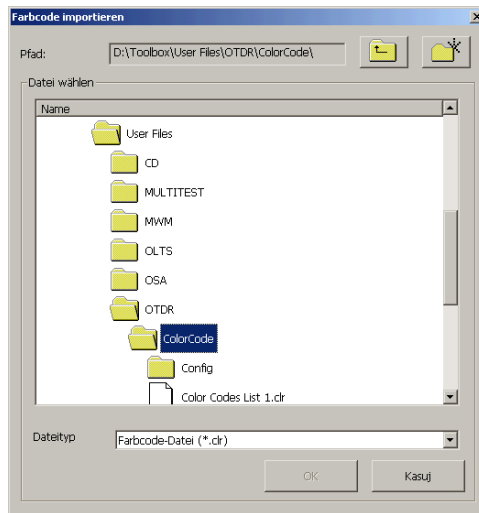 Farbcode importieren
Pfad: D:\Toolbox\User Files\OTDR\ColorCode\
Datei wählen
Name
User Files
CD
MULTITEST
MWM
OLTS
OSA
OTDR
ColorCode
Config
Color Codes List 1.clr
Dateityp Farbcode-Datei (*.clr)
OK Kasuj